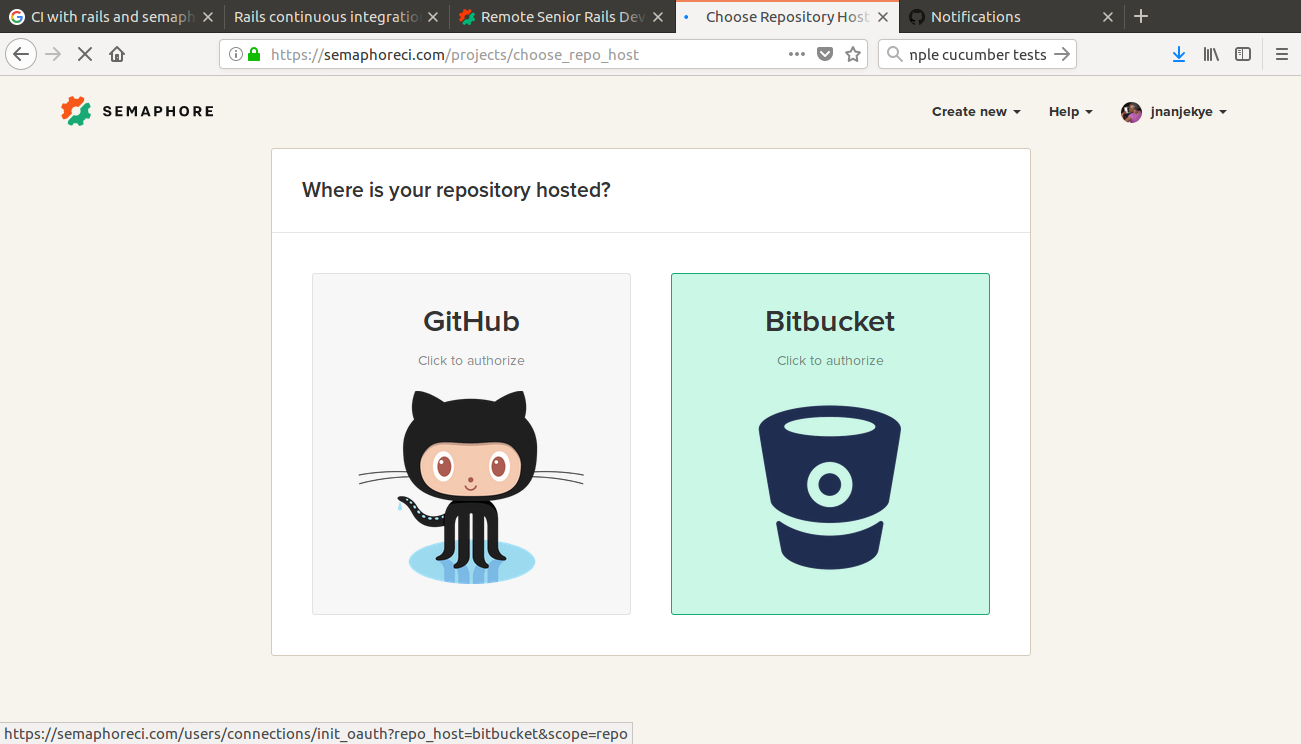 CI with rails and semaph
Rails continuous integratio
Remote Senior Rails Dev
Choose Repository Host
Notifications
https://semaphoreci.com/projects/choose_repo_host
nple cucumber tests
SEMAPHORE
Create new
Help
jnanjekye
Where is your repository hosted?
GitHub
Click to authorize
Bitbucket
Click to authorize
https://semaphoreci.com/users/connections/init_oauth?repo_host=bitbucket&scope=repo